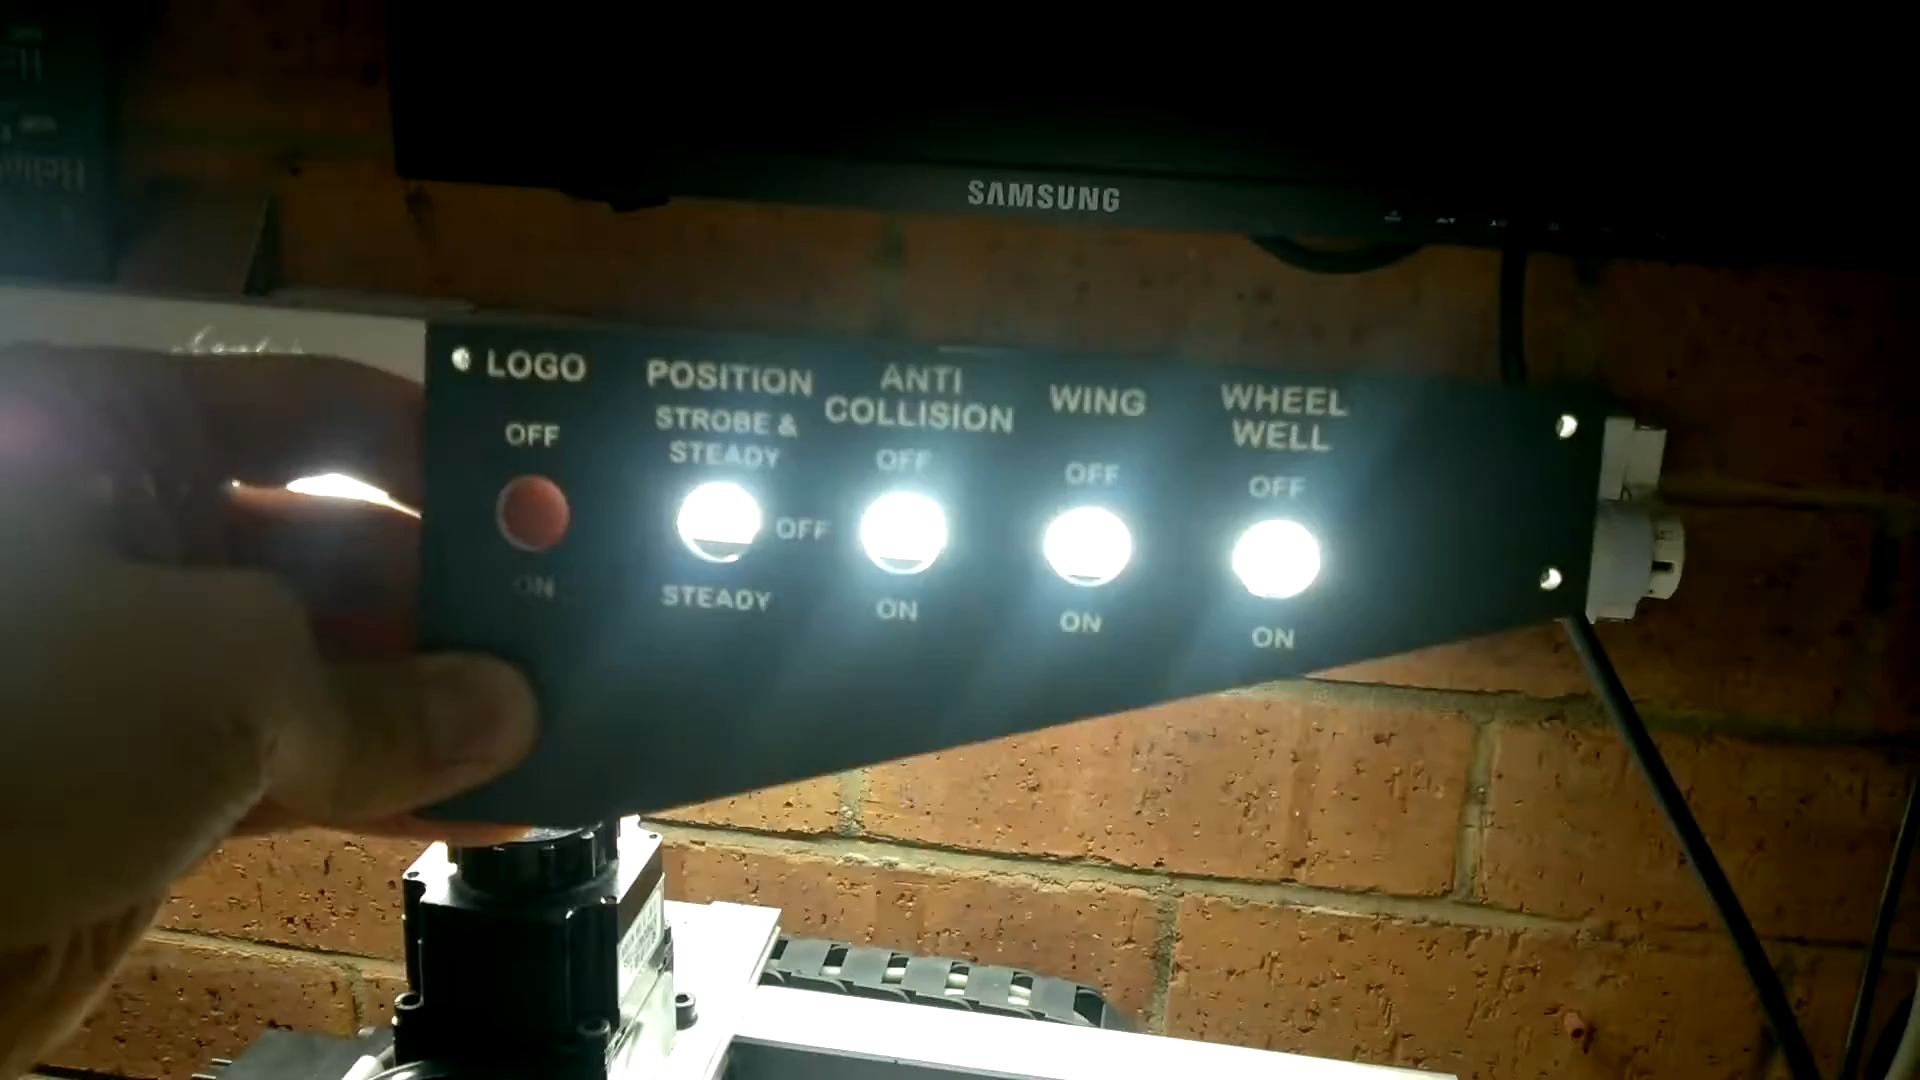 SAMSUNG
LOGO
OFF
ON
POSITION
STROBE &
STEADY
OFF
STEADY
ANTI
COLLISION
OFF
ON
WING
OFF
ON
WHEEL
WELL
OFF
ON